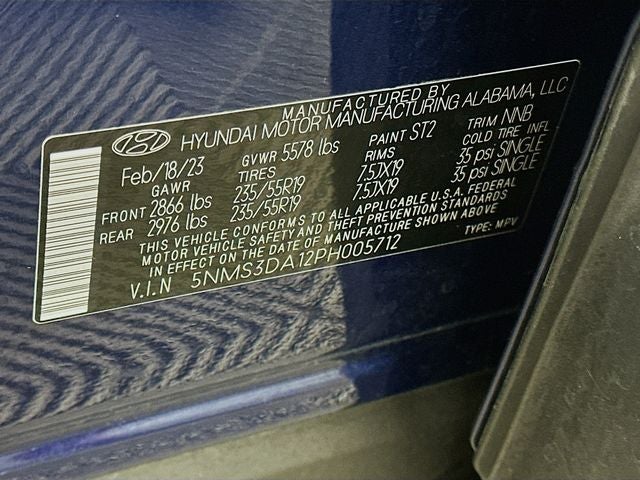 MANUFACTURED BY
HYUNDAI MOTOR MANUFACTURING ALABAMA, LLC
Feb/18/23 GVWR 5578 lbs PAINT ST2 TRIM NNB
GAWR TIRES RIMS COLD TIRE INFL.
FRONT 2866 lbs 235/55R19 7.5JX19 35 psi SINGLE
REAR 2976 lbs 235/55R19 7.5JX19 35 psi SINGLE
THIS VEHICLE CONFORMS TO ALL APPLICABLE U.S.A. FEDERAL
MOTOR VEHICLE SAFETY AND THEFT PREVENTION STANDARDS
IN EFFECT ON THE DATE OF MANUFACTURE SHOWN ABOVE
V.I.N 5NMS3DA12PH005712 TYPE: MPV